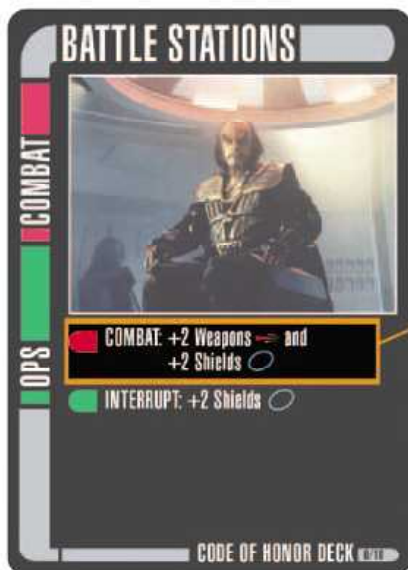 BATTLE STATIONS
COMBAT
OPS
COMBAT: +2 Weapons and
+2 Shields
INTERRUPT: +2 Shields
CODE OF HONOR DECK